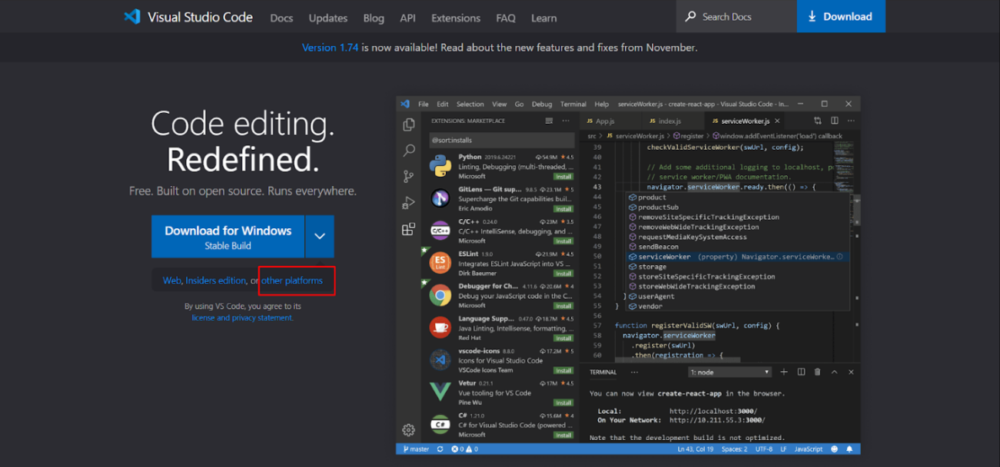 Visual Studio Code Docs Updates Blog API Extensions FAQ Learn Search Docs Download
Version 1.74 is now available! Read about the new features and fixes from November.
Code editing.
Redefined.
Free. Built on open source. Runs everywhere.
Download for Windows
Stable Build
Web, Insiders edition, or other platforms
By using VS Code, you agree to its
license and privacy statement.
File Edit Selection View Go Debug Terminal Help serviceWorker.js - create-react-app - Visual Studio Code - In...
EXTENSIONS: MARKETPLACE
@sort:installs
Python 2019.6.24221 54.9M 4.5
Linting, Debugging (multi-threaded, ...
Microsoft Install
GitLens — Git sup... 9.8.5 23.1M 5
Supercharge the Git capabilities buil...
Eric Amodio Install
C/C++ 0.24.0 23M 3.5
C/C++ IntelliSense, debugging, and ...
Microsoft Install
ESLint 1.9.0 21.9M 4.5
Integrates ESLint JavaScript into VS ...
Dirk Baeumer Install
Debugger for Ch... 4.11.6 20.6M 4
Debug your JavaScript code in the C...
Microsoft Install
Language Supp... 0.47.0 18.7M 4.5
Java Linting, Intellisense, formatting, ...
Red Hat Install
vscode-icons 8.8.0 17.2M 5
Icons for Visual Studio Code
VSCode Icons Team Install
Vetur 0.21.1 17M 4.5
Vue tooling for VS Code
Pine Wu Install
C# 1.21.0 15.6M 4
C# for Visual Studio Code (powered ...
Microsoft Install
JS App.js JS index.js JS serviceWorker.js
src > JS serviceWorker.js > register > window.addEventListener('load') callback
39 checkValidServiceWorker(swUrl, config);
40
41 // Add some additional logging to localhost, po
42 // service worker/PWA documentation.
43 navigator.serviceWorker.ready.then(() => {
44 product
45 productSub
46 removeSiteSpecificTrackingException
47 removeWebWideTrackingException
48 requestMediaKeySystemAccess
49 sendBeacon
50 serviceWorker (property) Navigator.serviceWorke...
51 storage
52 storeSiteSpecificTrackingException
53 storeWebWideTrackingException
54 } userAgent
55 } vendor
56
57 function registerValidSW(swUrl, config) {
58 navigator.serviceWorker
59 .register(swUrl)
60 .then(registration => {
TERMINAL ... 1: node
You can now view create-react-app in the browser.
Local: http://localhost:3000/
On Your Network: http://10.211.55.3:3000/
Note that the development build is not optimized.
master 0 0 Ln 43, Col 19 Spaces: 2 UTF-8 LF JavaScript